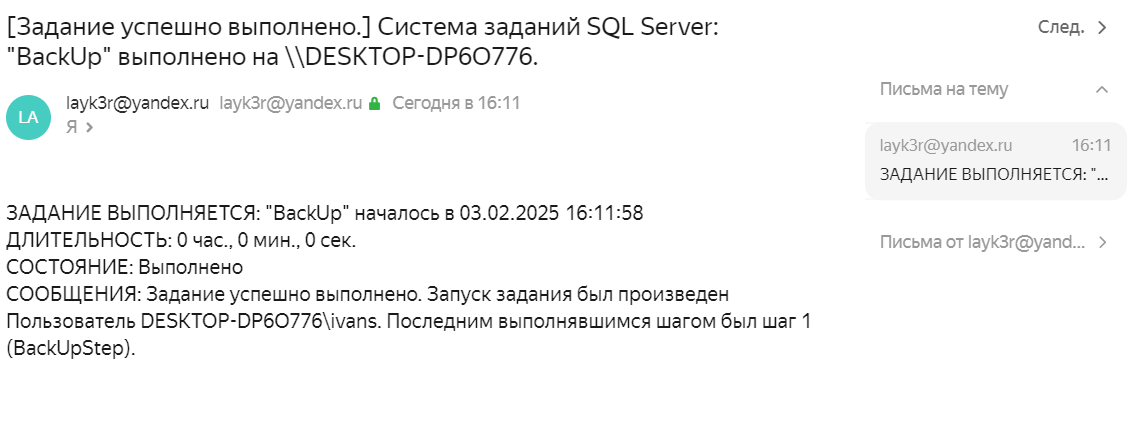 [Задание успешно выполнено.] Система заданий SQL Server:
"BackUp" выполнено на \\DESKTOP-DP6O776.
LA
layk3r@yandex.ru layk3r@yandex.ru Сегодня в 16:11
Я
ЗАДАНИЕ ВЫПОЛНЯЕТСЯ: "BackUp" началось в 03.02.2025 16:11:58
ДЛИТЕЛЬНОСТЬ: 0 час., 0 мин., 0 сек.
СОСТОЯНИЕ: Выполнено
СООБЩЕНИЯ: Задание успешно выполнено. Запуск задания был произведен
Пользователь DESKTOP-DP6O776\ivans. Последним выполнявшимся шагом был шаг 1
(BackUpStep).
След.
Письма на тему
layk3r@yandex.ru 16:11
ЗАДАНИЕ ВЫПОЛНЯЕТСЯ: "...
Письма от layk3r@yand...